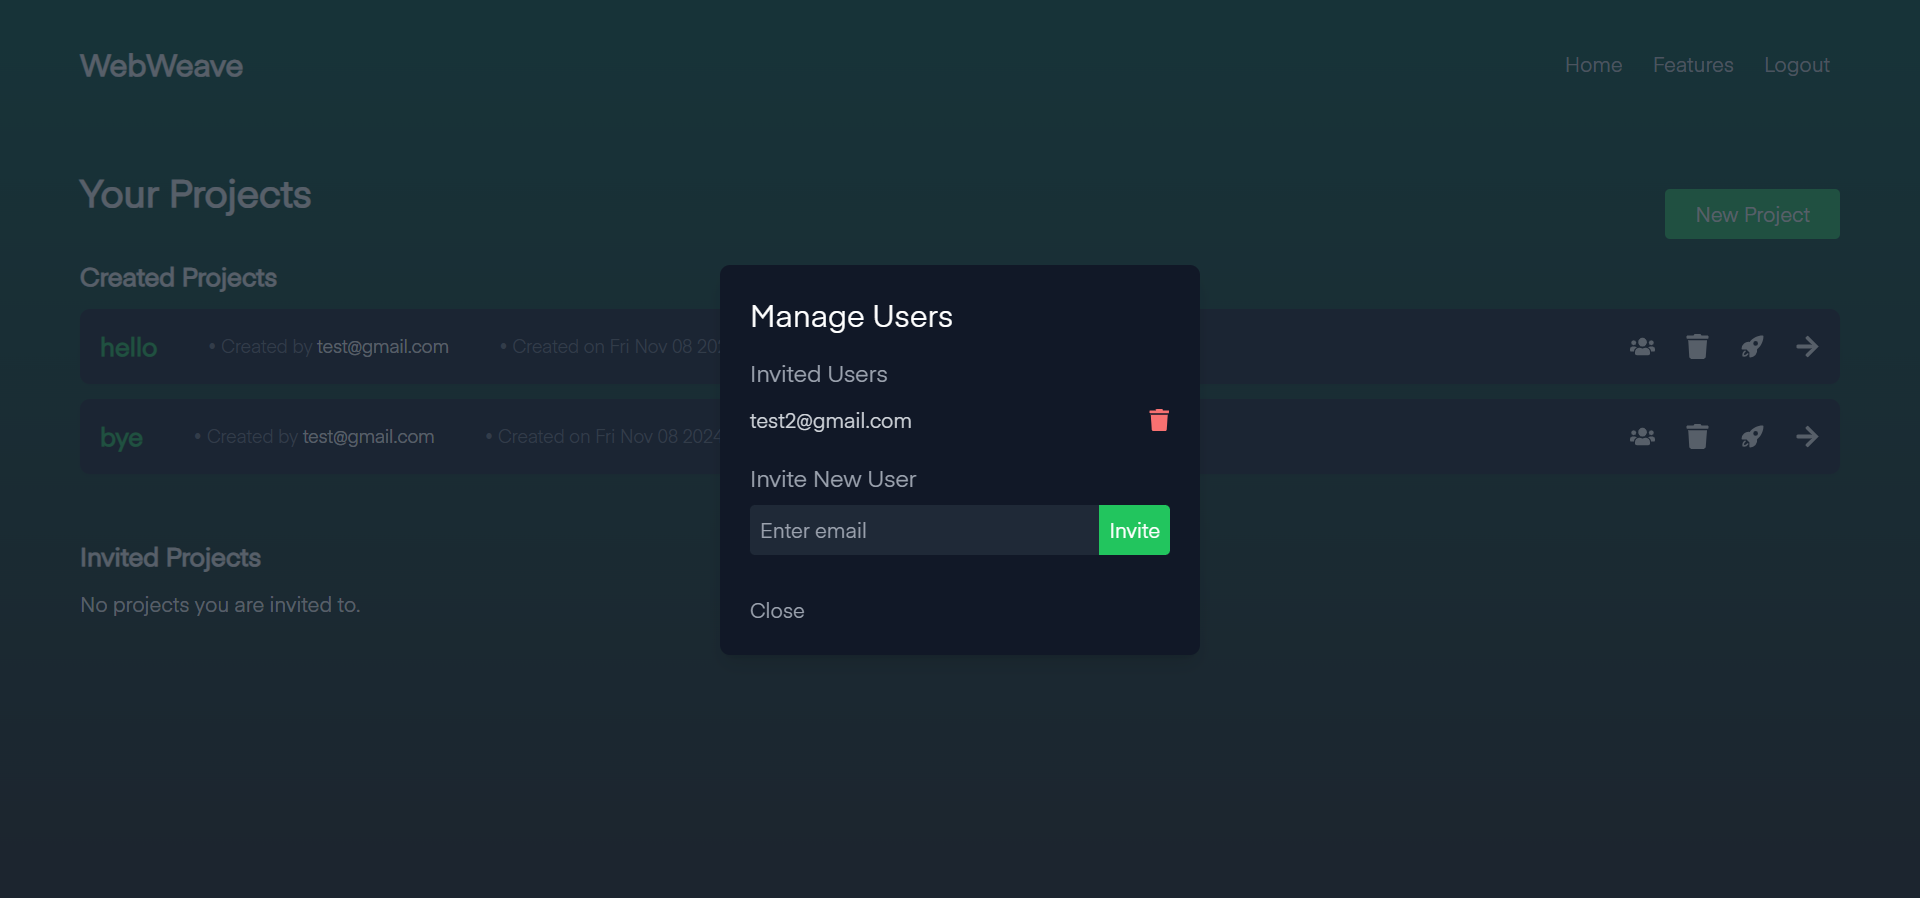 WebWeave
Home Features Logout
Your Projects
New Project
Created Projects
hello • Created by test@gmail.com • Created on Fri Nov 08
bye • Created by test@gmail.com • Created on Fri Nov 08 2024
Invited Projects
No projects you are invited to.
Manage Users
Invited Users
test2@gmail.com
Invite New User
Enter email Invite
Close